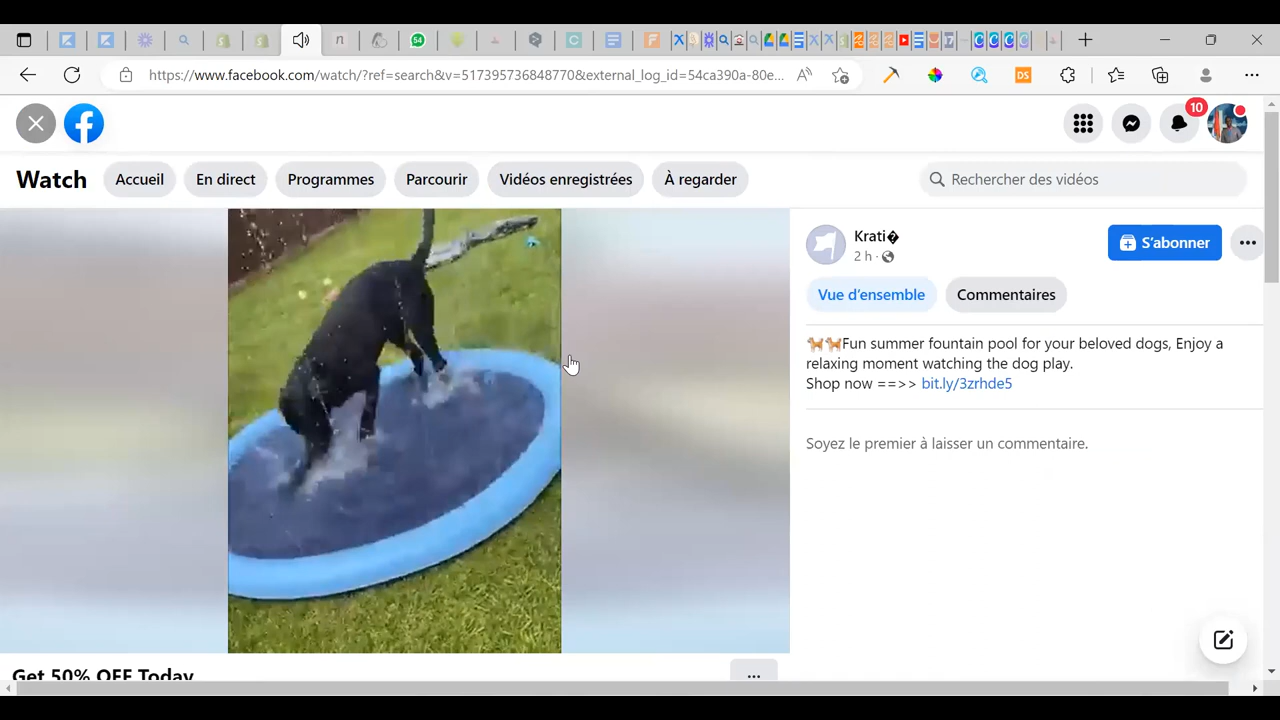 54
https://www.facebook.com/watch/?ref=search&v=517395736848770&external_log_id=54ca390a-80e...
DS
10
Watch
Accueil
En direct
Programmes
Parcourir
Vidéos enregistrées
À regarder
Rechercher des vidéos
Krati�
2 h ·
S'abonner
Vue d'ensemble
Commentaires
🐕🐕Fun summer fountain pool for your beloved dogs, Enjoy a
relaxing moment watching the dog play.
Shop now ==>> bit.ly/3zrhde5
Soyez le premier à laisser un commentaire.
Get 50% OFF Today